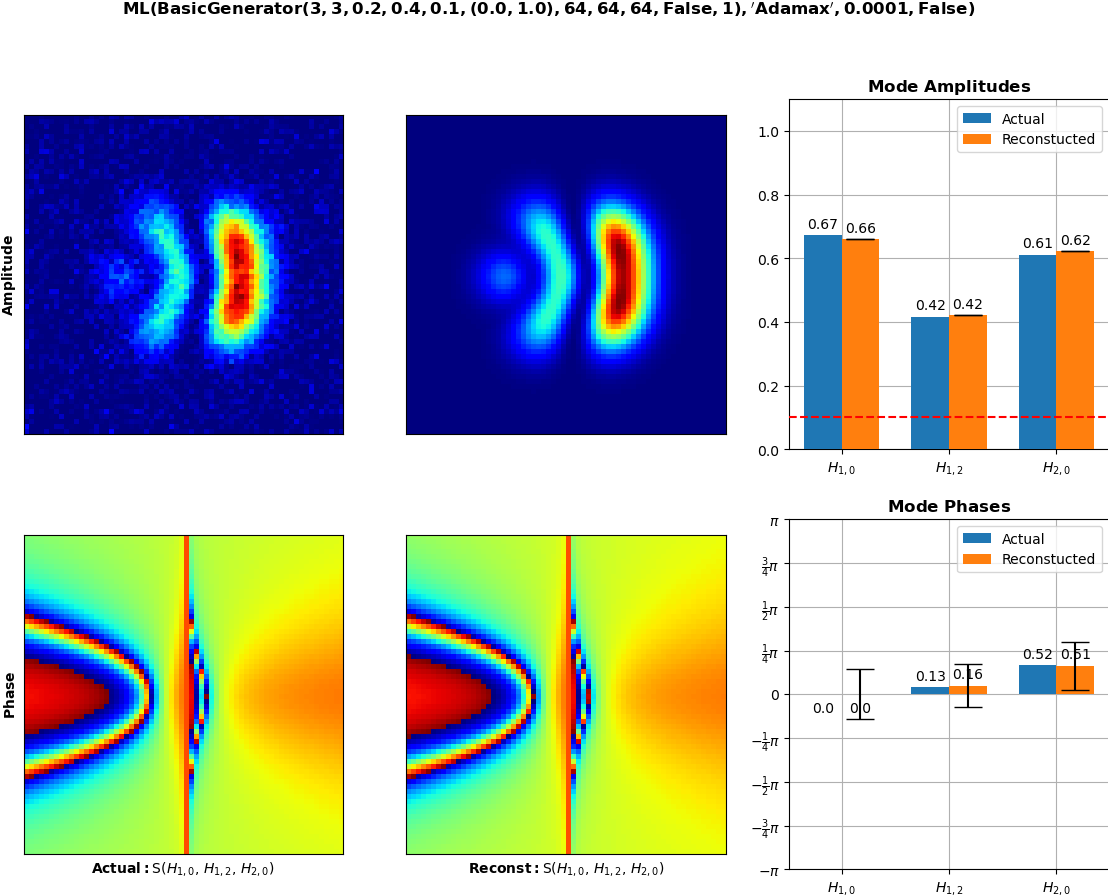 ML(BasicGenerator(3, 3, 0.2, 0.4, 0.1, (0.0, 1.0), 64, 64, 64, False, 1), 'Adamax', 0.0001, False)
Amplitude
Mode Amplitudes
Actual
Reconstucted
1.0
0.8
0.6
0.4
0.2
0.0
0.67 0.66
0.42 0.42
0.61 0.62
H1,0 H1,2 H2,0
Phase
Actual: S(H1,0, H1,2, H2,0)
Reconst: S(H1,0, H1,2, H2,0)
Mode Phases
Actual
Reconstucted
π
3/4π
1/2π
1/4π
0
−1/4π
−1/2π
−3/4π
−π
0.0 0.0
0.13 0.16
0.52 0.51
H1,0 H1,2 H2,0